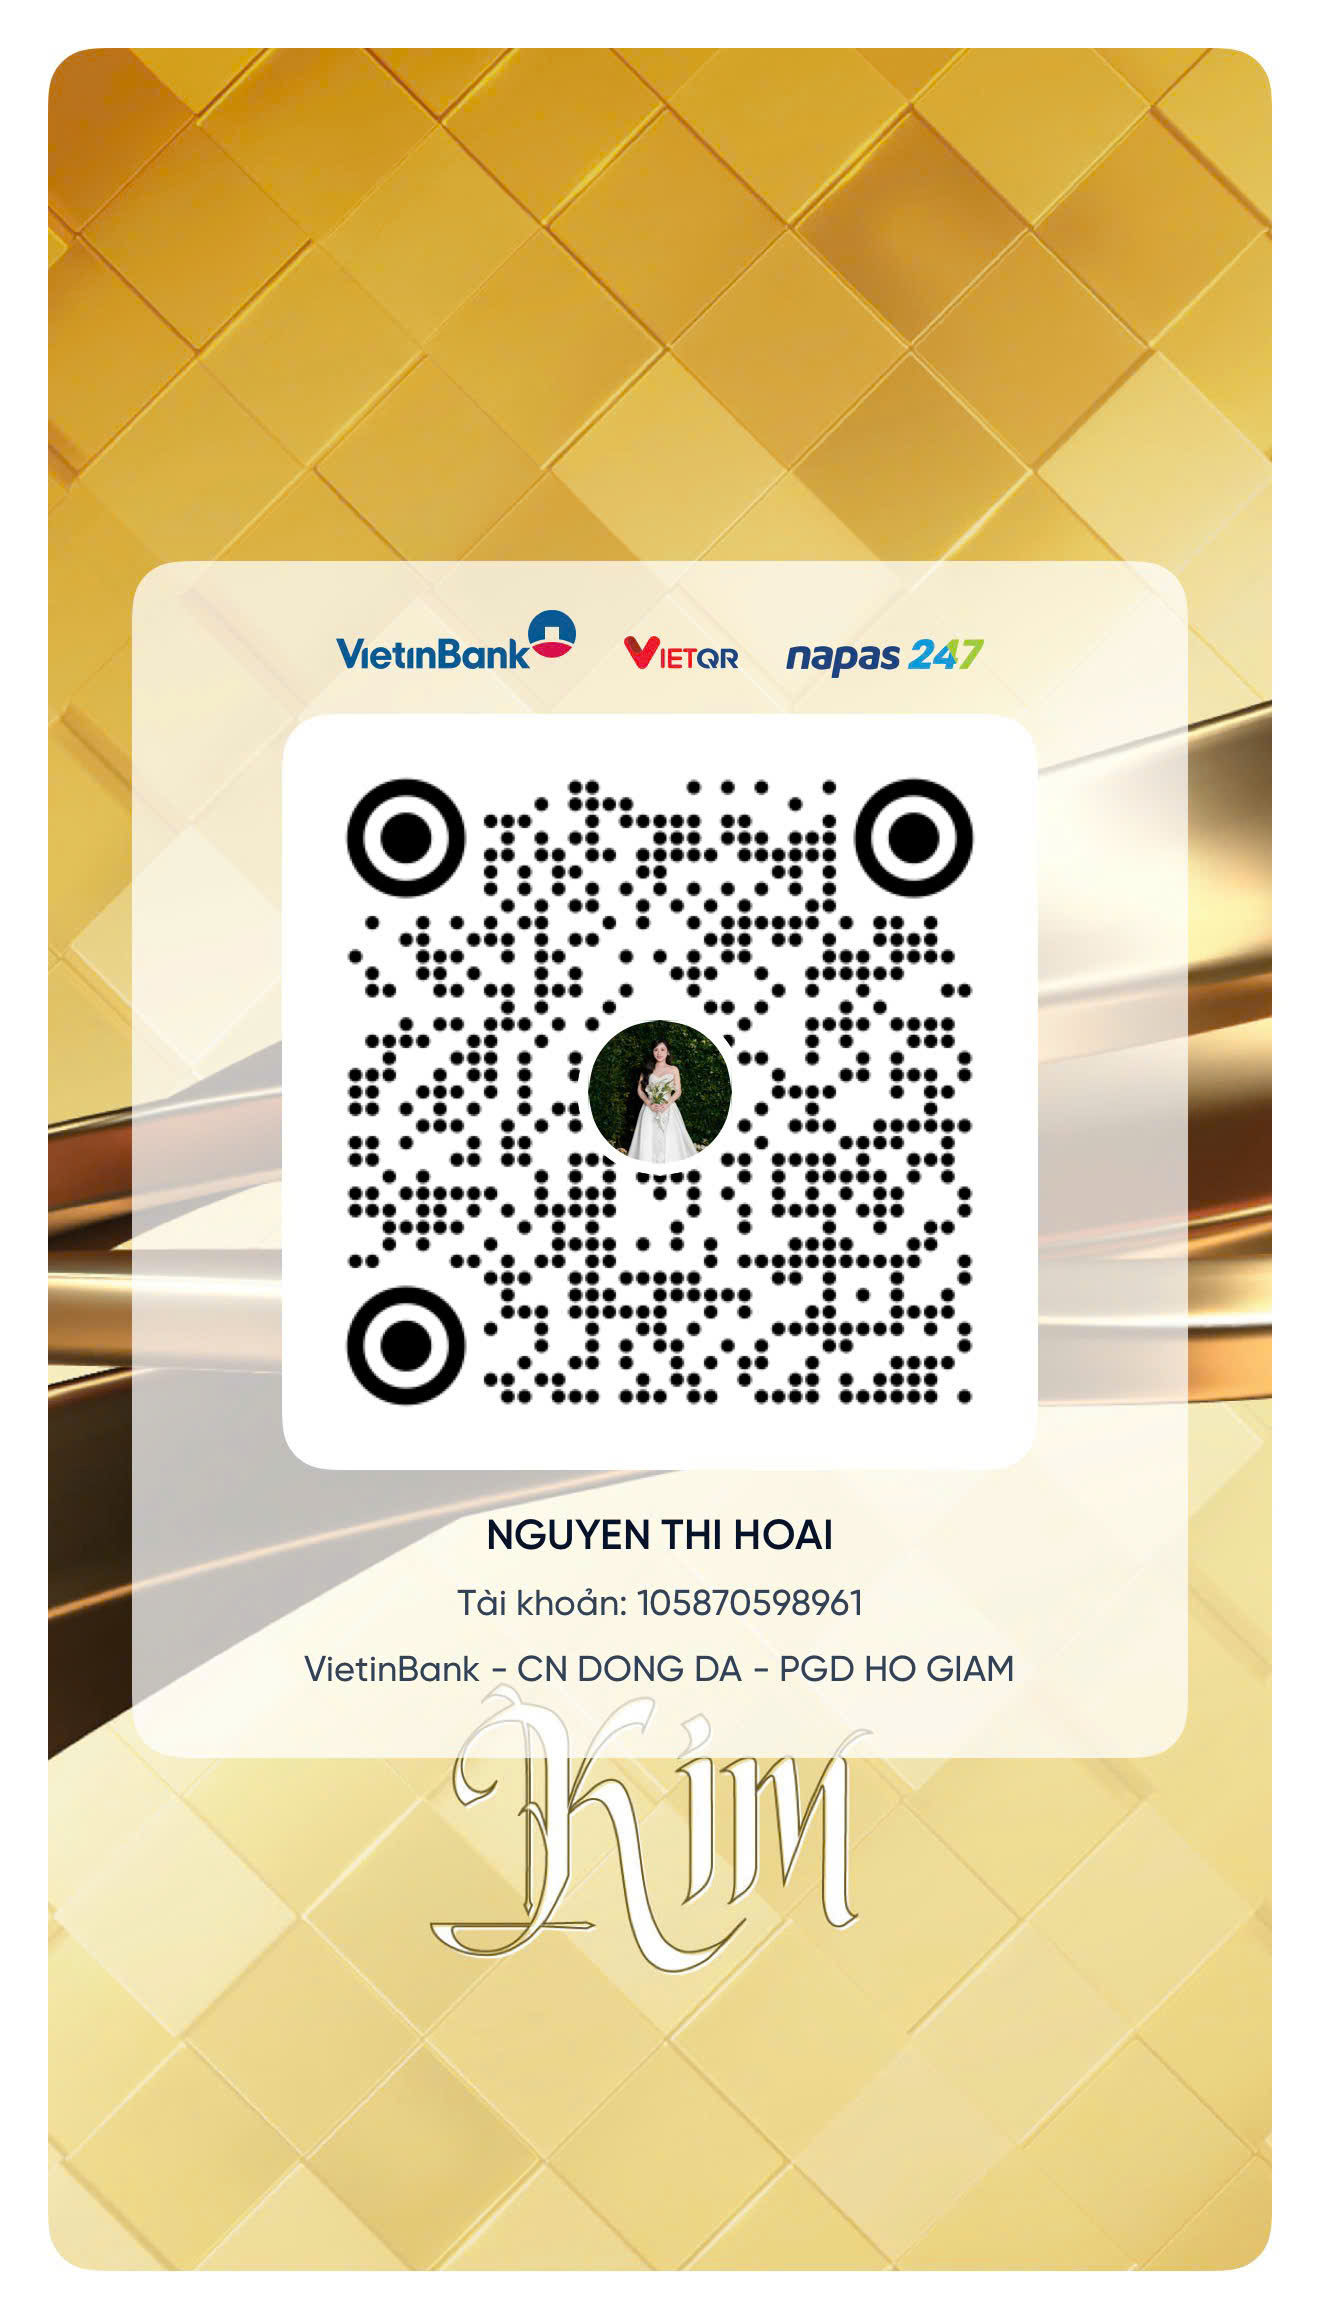 VietinBank VIETQR napas 247
NGUYEN THI HOAI
Tài khoản: 105870598961
VietinBank - CN DONG DA - PGD HO GIAM
Kim